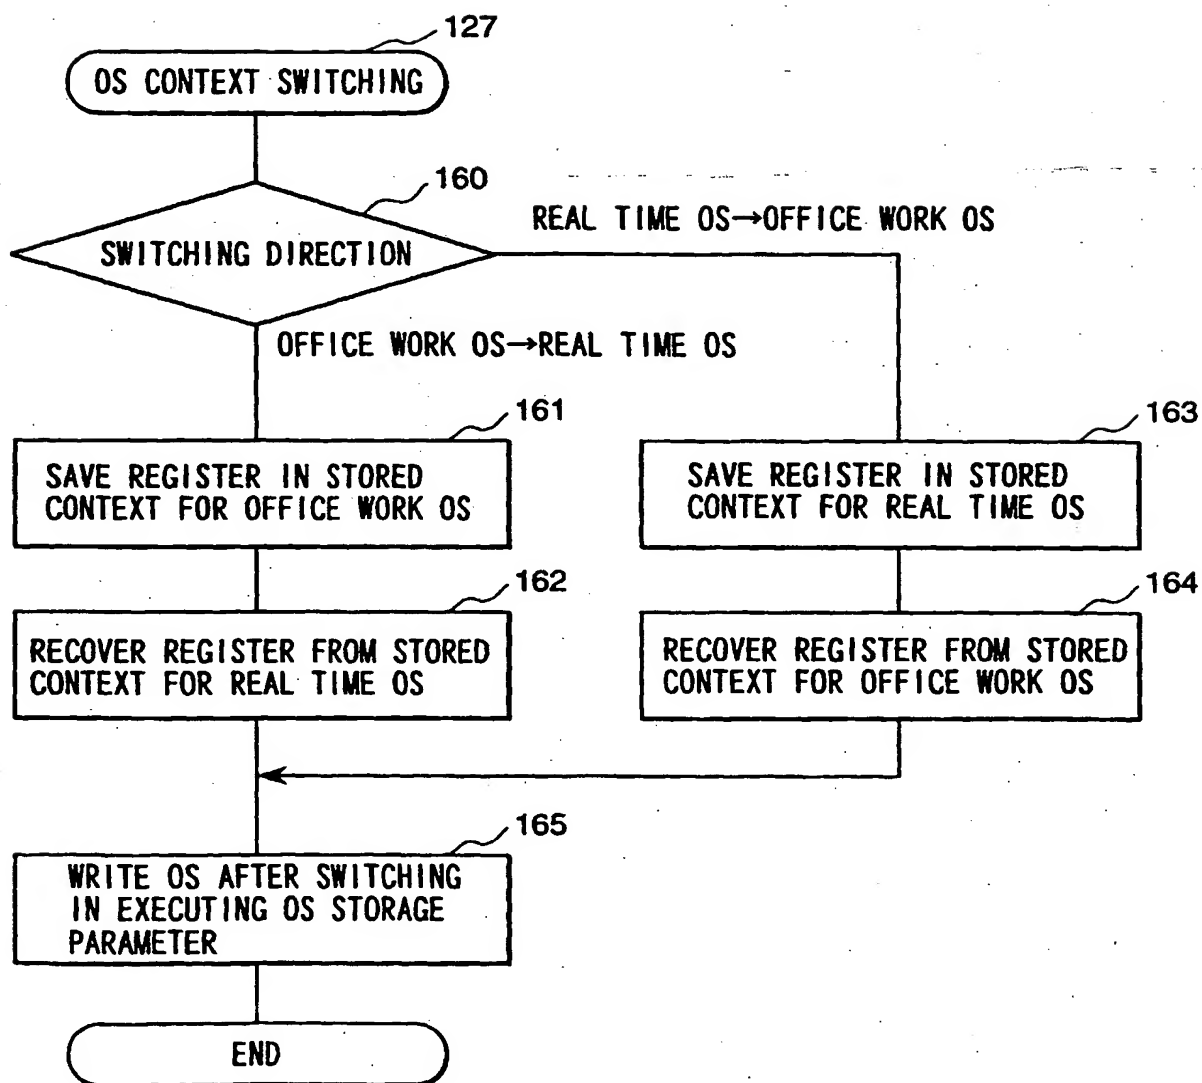 127
OS CONTEXT SWITCHING
160
SWITCHING DIRECTION
REAL TIME OS→OFFICE WORK OS
OFFICE WORK OS→REAL TIME OS
161
SAVE REGISTER IN STORED
CONTEXT FOR OFFICE WORK OS
162
RECOVER REGISTER FROM STORED
CONTEXT FOR REAL TIME OS
163
SAVE REGISTER IN STORED
CONTEXT FOR REAL TIME OS
164
RECOVER REGISTER FROM STORED
CONTEXT FOR OFFICE WORK OS
165
WRITE OS AFTER SWITCHING
IN EXECUTING OS STORAGE
PARAMETER
END